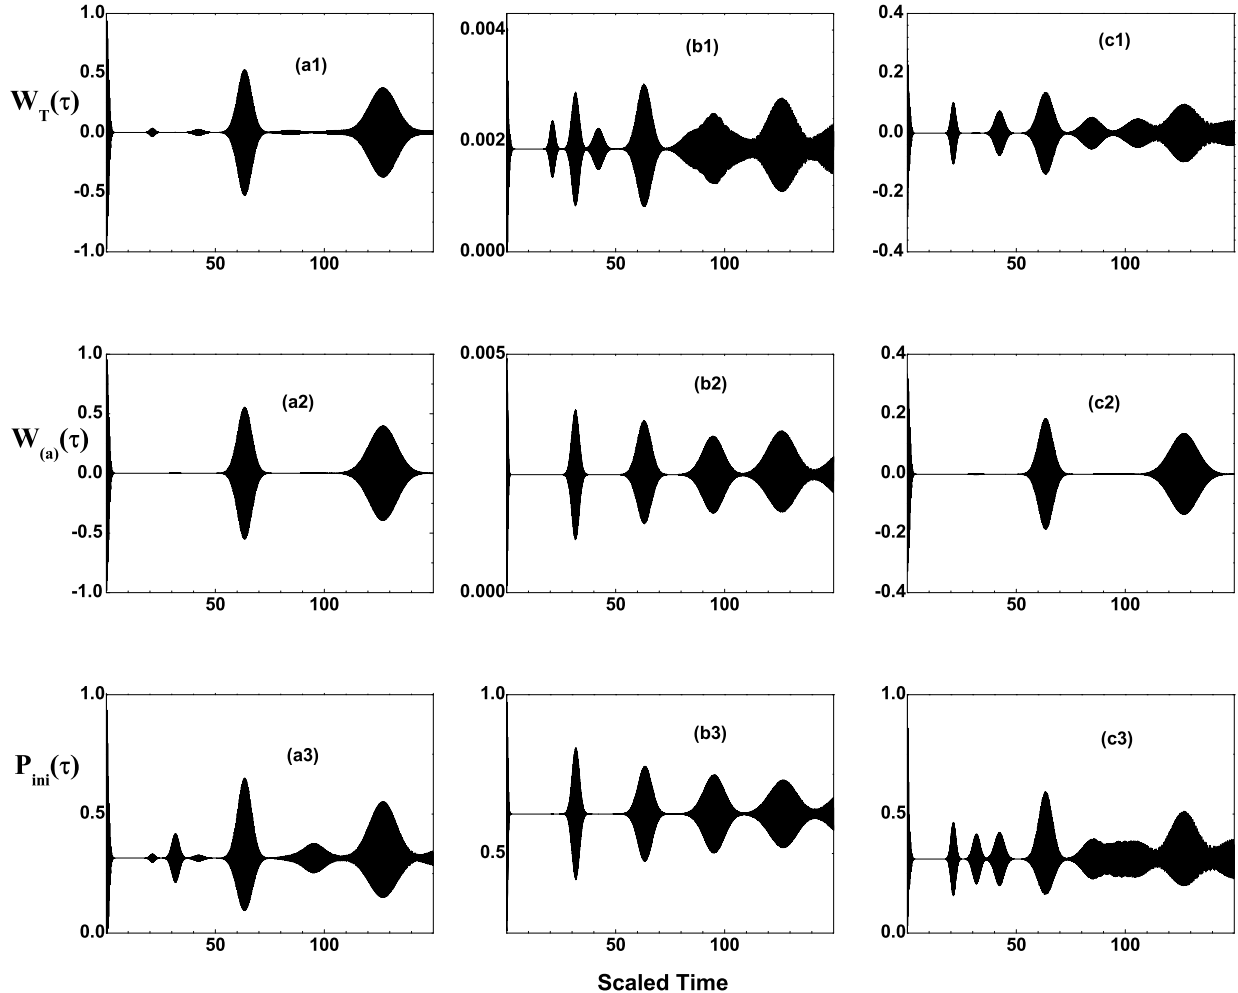 1.0 0.004 0.4
(a1) (b1) (c1)
0.5 0.2
W_T(τ) 0.0 0.002 0.0
-0.5 -0.2
-1.0 0.000 -0.4
50 100 50 100 50 100
1.0 0.005 0.4
(a2) (b2) (c2)
0.5 0.2
W_(a)(τ) 0.0 0.0
-0.5 -0.2
-1.0 0.000 -0.4
50 100 50 100 50 100
1.0 1.0 1.0
(a3) (b3) (c3)
P_ini(τ)
0.5 0.5 0.5
0.0 0.0
50 100 50 100 50 100
Scaled Time